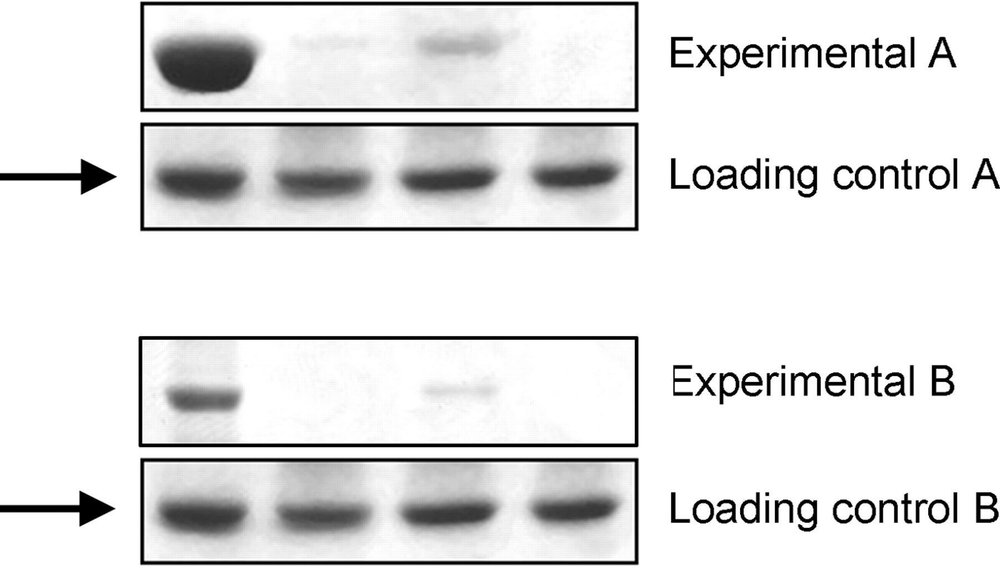 Experimental A
Loading control A
Experimental B
Loading control B